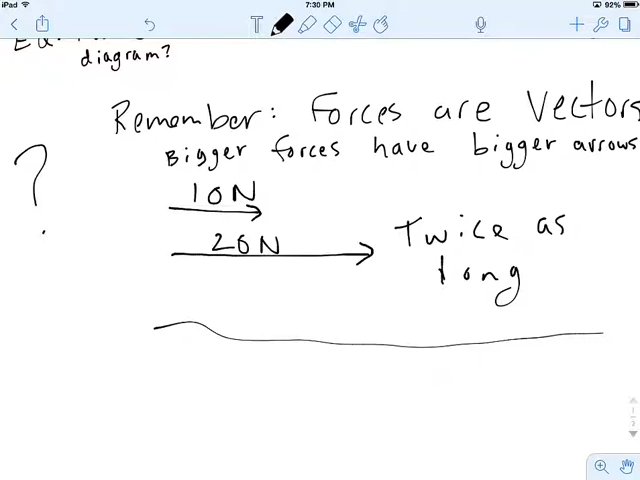 iPad 7:30 PM 92%
diagram?
Remember: Forces are Vectors
Bigger forces have bigger arrows
?
10N
20N
Twice as
long